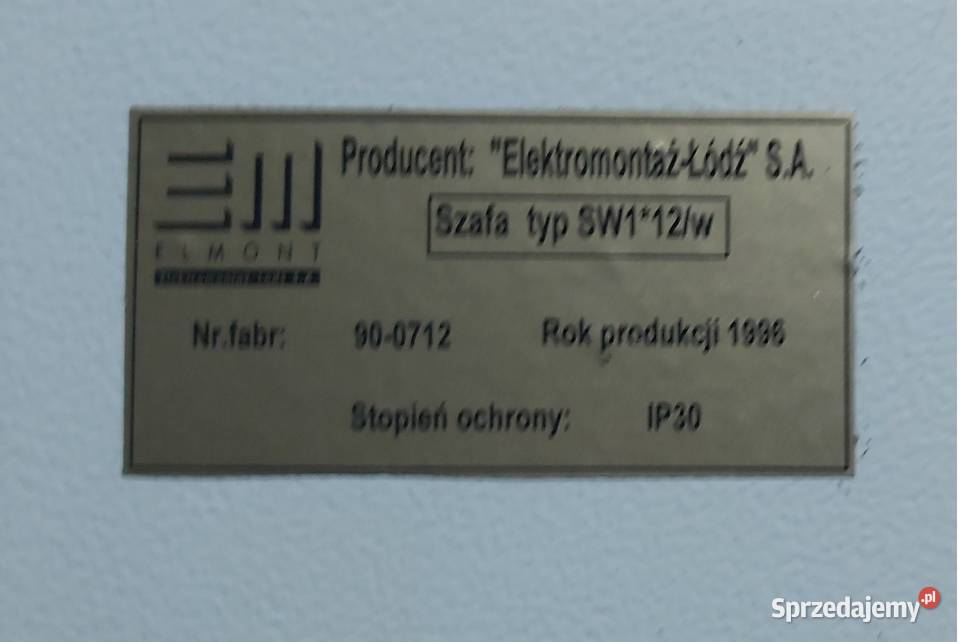 Producent: "Elektromontaż-Łódź" S.A.
Szafa typ SW1*12/w
ELMONT
Nr.fabr: 90-0712 Rok produkcji 1996
Stopień ochrony: IP30
Sprzedajemy.pl